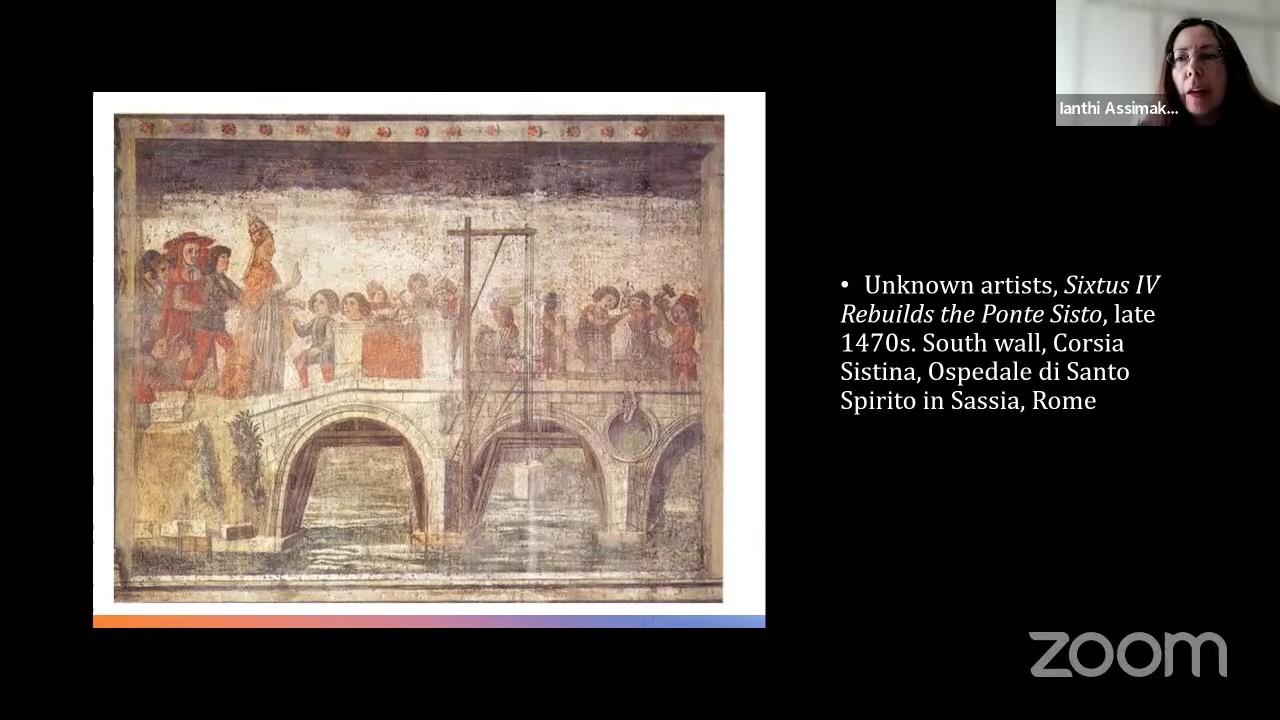 Ianthi Assimak...
• Unknown artists, Sixtus IV
Rebuilds the Ponte Sisto, late
1470s. South wall, Corsia
Sistina, Ospedale di Santo
Spirito in Sassia, Rome
zoom